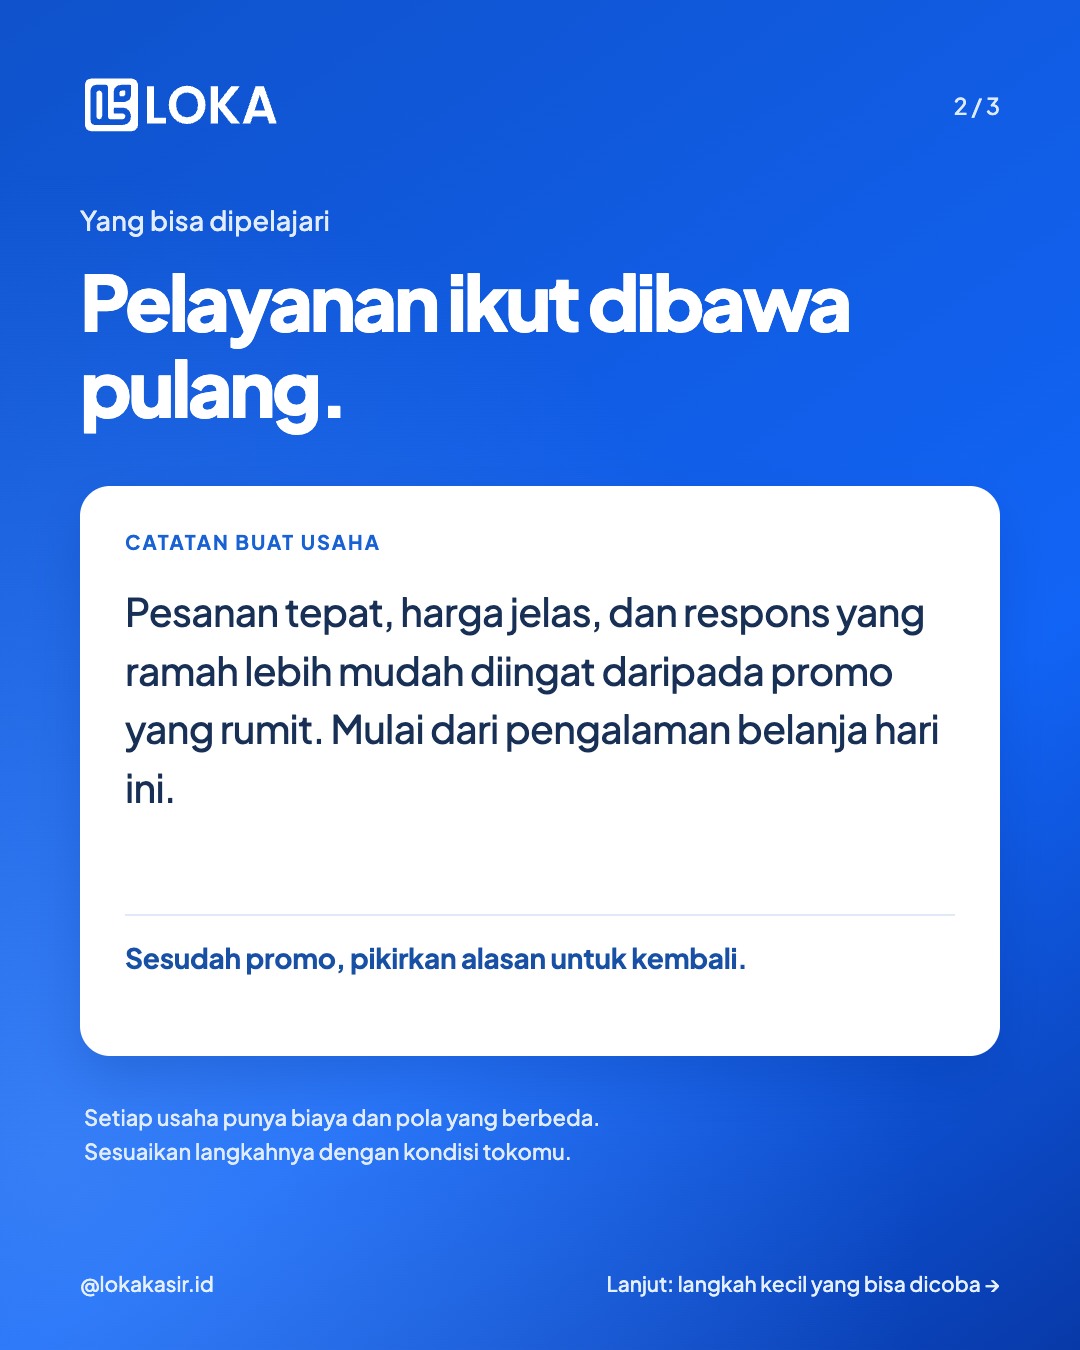 LOKA
2/3
Yang bisa dipelajari
Pelayanan ikut dibawa
pulang.
CATATAN BUAT USAHA
Pesanan tepat, harga jelas, dan respons yang
ramah lebih mudah diingat daripada promo
yang rumit. Mulai dari pengalaman belanja hari
ini.
Sesudah promo, pikirkan alasan untuk kembali.
Setiap usaha punya biaya dan pola yang berbeda.
Sesuaikan langkahnya dengan kondisi tokomu.
@lokakasir.id
Lanjut: langkah kecil yang bisa dicoba →